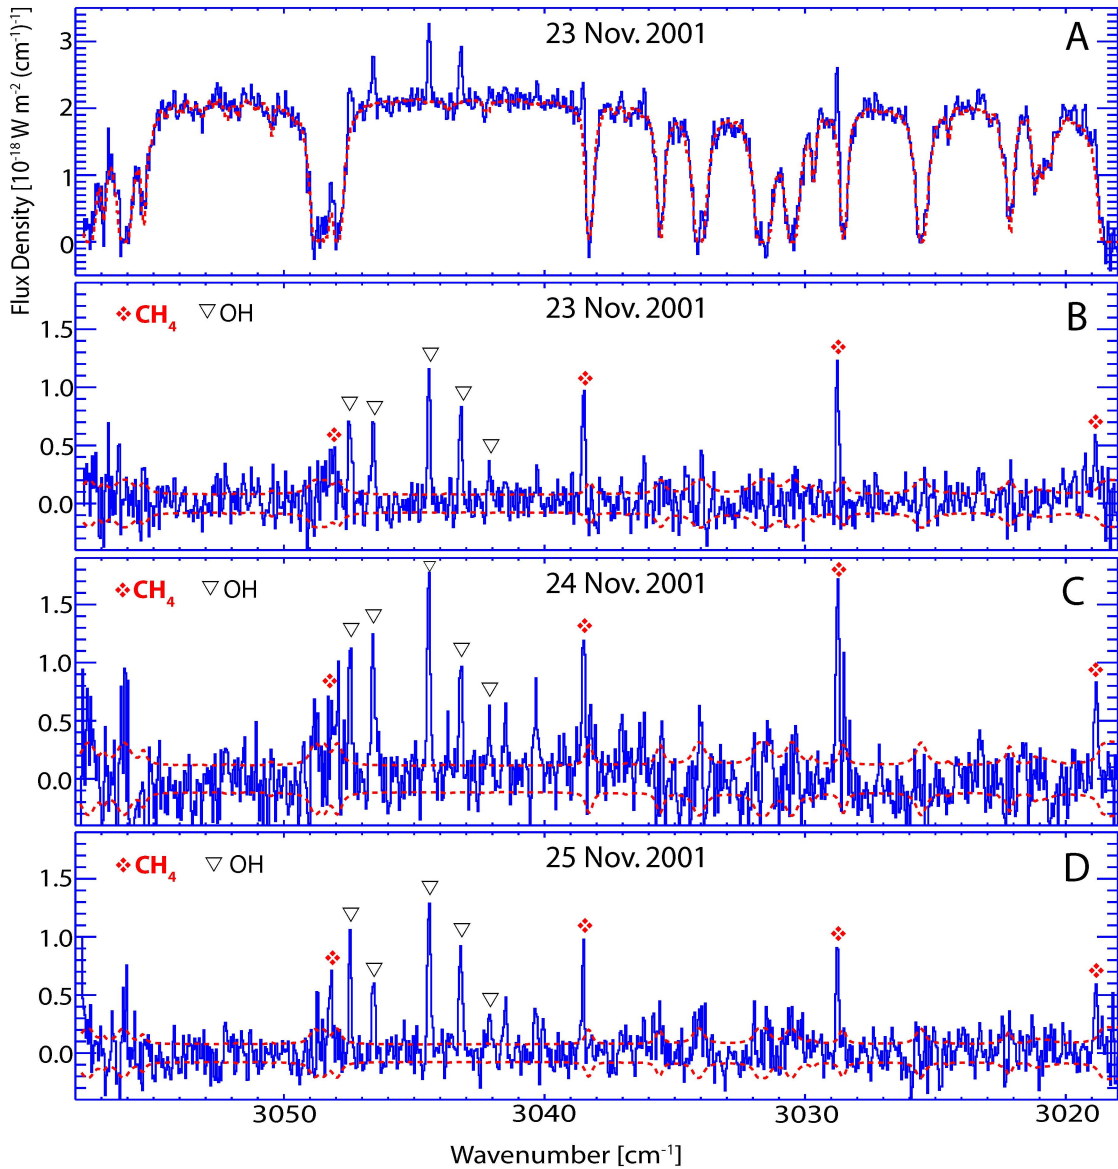 23 Nov. 2001
A
3
2
1
0
Flux Density [10-18 W m-2 (cm-1)-1]
CH4 OH
23 Nov. 2001
B
1.5
1.0
0.5
0.0
CH4 OH
24 Nov. 2001
C
1.5
1.0
0.5
0.0
CH4 OH
25 Nov. 2001
D
1.5
1.0
0.5
0.0
3050 3040 3030 3020
Wavenumber [cm-1]